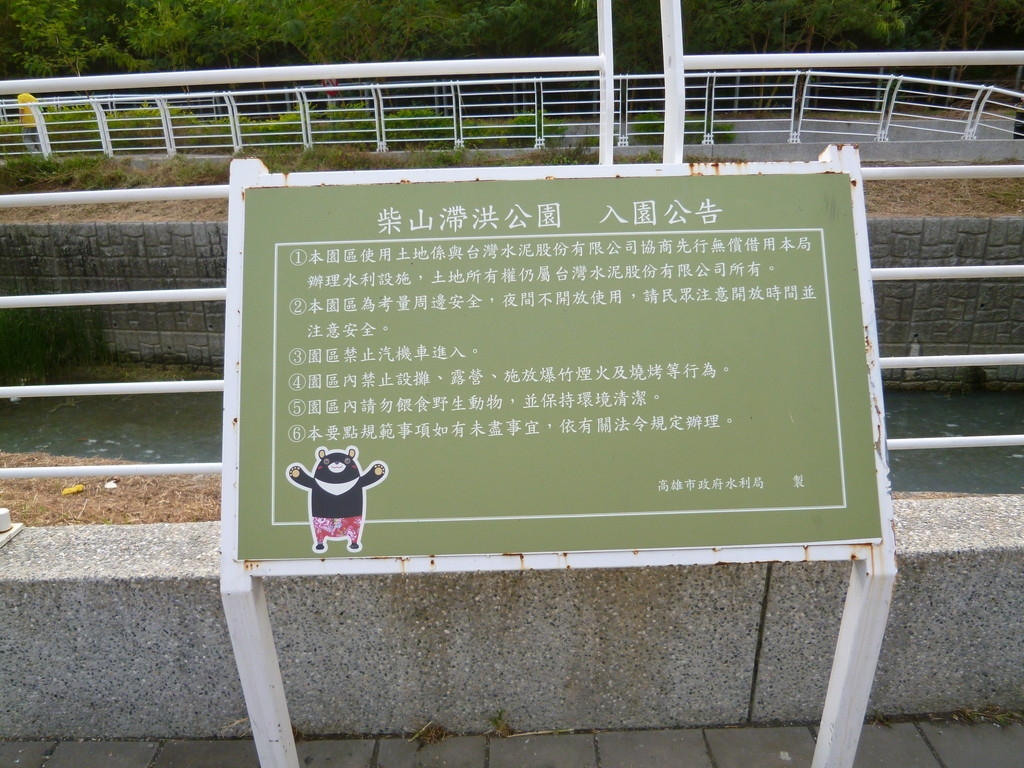 柴山滯洪公園　入園公告
①本園區使用土地係與台灣水泥股份有限公司協商先行無償借用本局
辦理水利設施，土地所有權仍屬台灣水泥股份有限公司所有。
②本園區為考量周邊安全，夜間不開放使用，請民眾注意開放時間並
注意安全。
③園區禁止汽機車進入。
④園區內禁止設攤、露營、施放爆竹煙火及燒烤等行為。
⑤園區內請勿餵食野生動物，並保持環境清潔。
⑥本要點規範事項如有未盡事宜，依有關法令規定辦理。
高雄市政府水利局　製